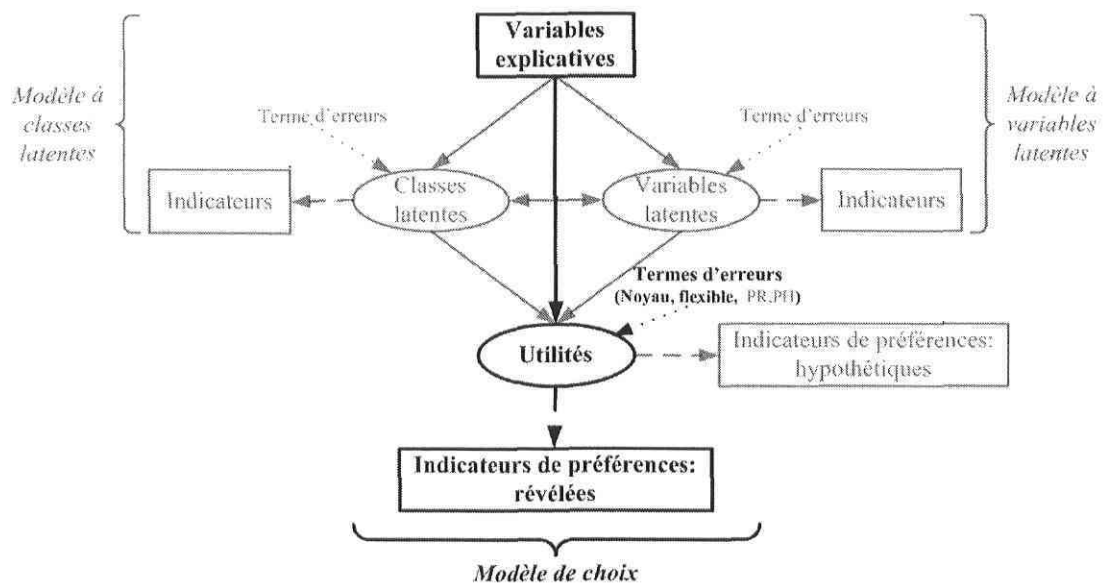 Variables
explicatives
Modèle à
classes
latentes
Modèle à
variables
latentes
Terme d'erreurs
Terme d'erreurs
Indicateurs
Classes
latentes
Variables
latentes
Indicateurs
Termes d'erreurs
(Noyau, flexible, PR,PH)
Utilités
Indicateurs de préférences:
hypothétiques
Indicateurs de préférences:
révélées
Modèle de choix